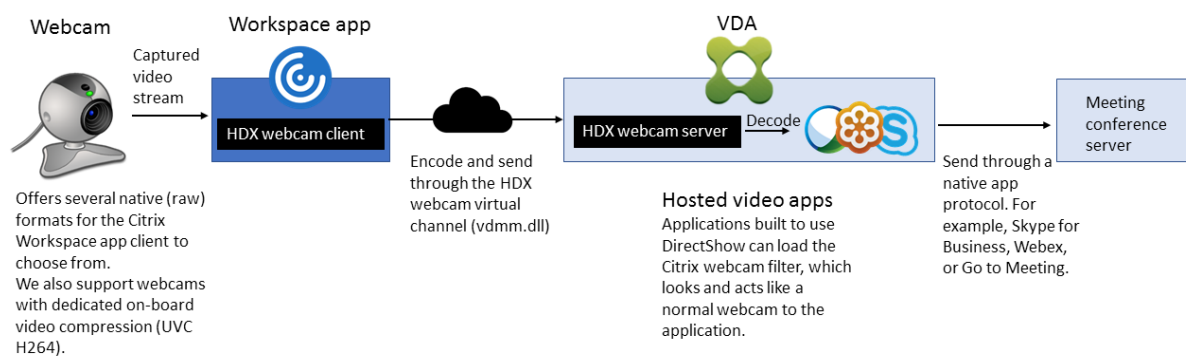 Webcam
Captured
video
stream
Offers several native (raw)
formats for the Citrix
Workspace app client to
choose from.
We also support webcams
with dedicated on-board
video compression (UVC
H264).
Workspace app
HDX webcam client
Encode and send
through the HDX
webcam virtual
channel (vdmm.dll)
VDA
HDX webcam server
Decode
Hosted video apps
Applications built to use
DirectShow can load the
Citrix webcam filter, which
looks and acts like a
normal webcam to the
application.
Send through a
native app
protocol. For
example, Skype for
Business, Webex,
or Go to Meeting.
Meeting
conference
server